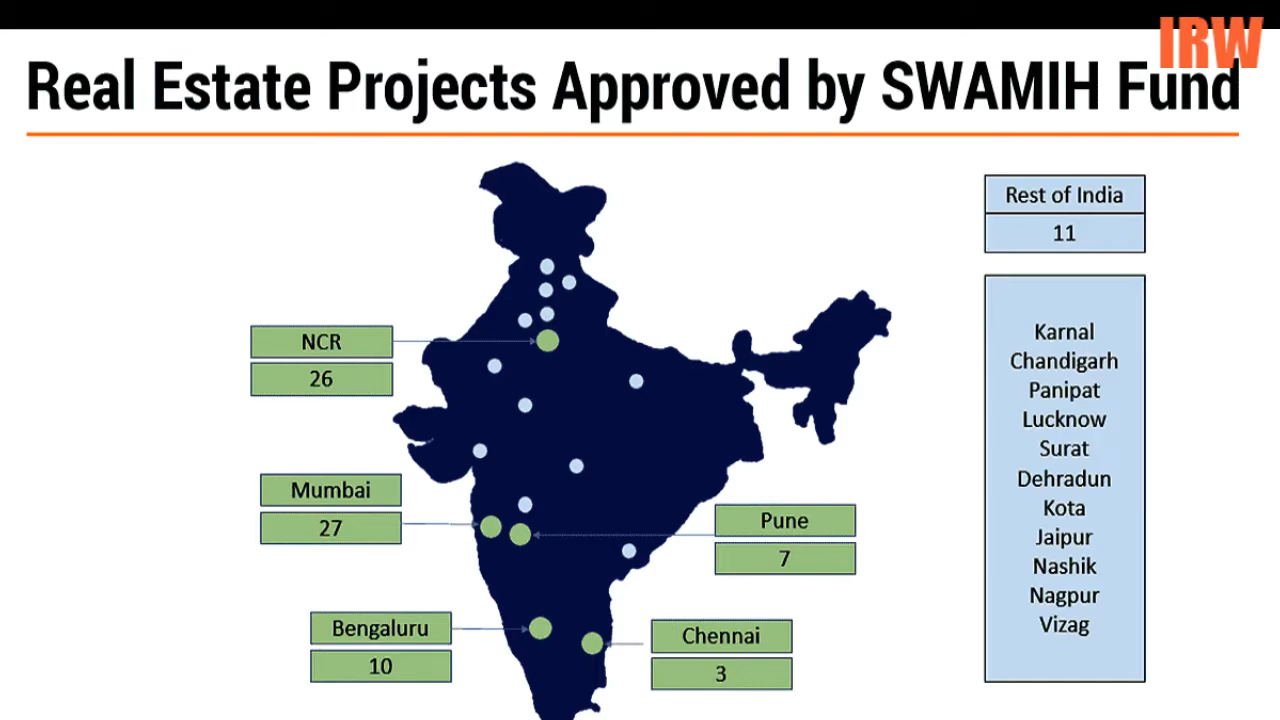 IRW
Real Estate Projects Approved by SWAMIH Fund
Rest of India
11
NCR
26
Mumbai
27
Pune
7
Bengaluru
10
Chennai
3
Karnal
Chandigarh
Panipat
Lucknow
Surat
Dehradun
Kota
Jaipur
Nashik
Nagpur
Vizag